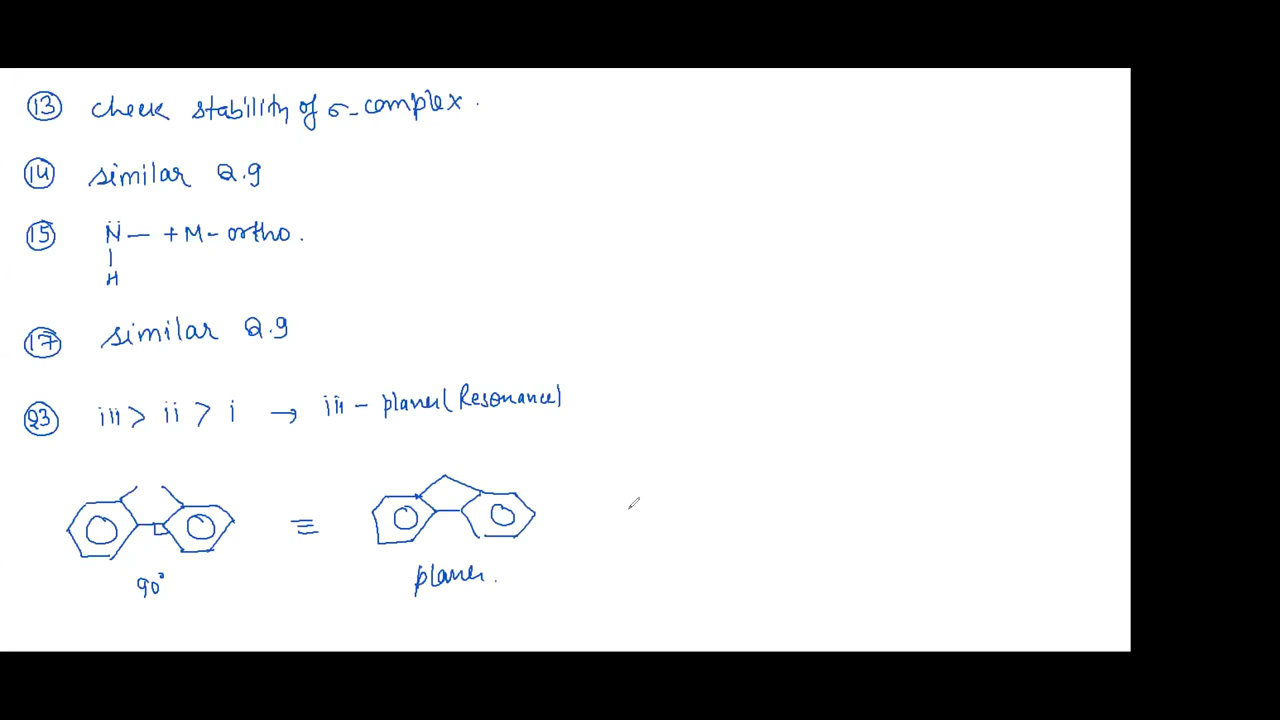 13 check stability of σ-complex.
14 similar Q.9
15 N̈ — +M- ortho.
|
H
17 similar Q.9
23 iii > ii > i → iii - planer (Resonance)
≡
90°
planer.